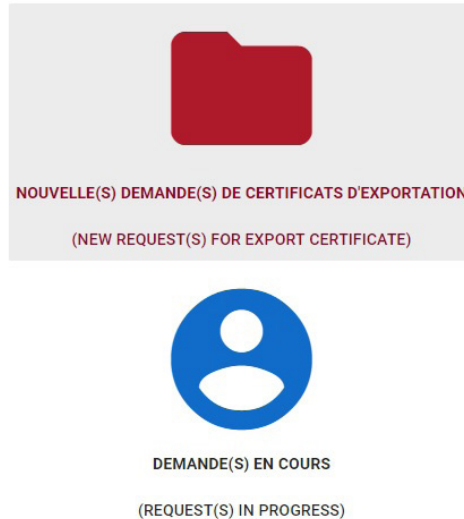 NOUVELLE(S) DEMANDE(S) DE CERTIFICATS D'EXPORTATION
(NEW REQUEST(S) FOR EXPORT CERTIFICATE)
DEMANDE(S) EN COURS
(REQUEST(S) IN PROGRESS)